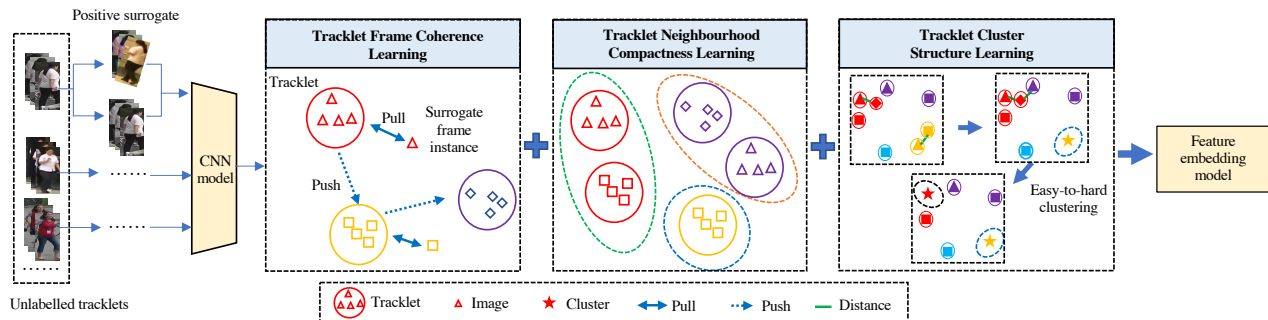 Positive surrogate
Unlabelled tracklets
......
......
......
CNN
model
Tracklet Frame Coherence
Learning
Tracklet
Pull
Surrogate
frame
instance
Push
Tracklet Neighbourhood
Compactness Learning
Tracklet Cluster
Structure Learning
Easy-to-hard
clustering
Feature
embedding
model
Tracklet
Image
Cluster
Pull
Push
Distance